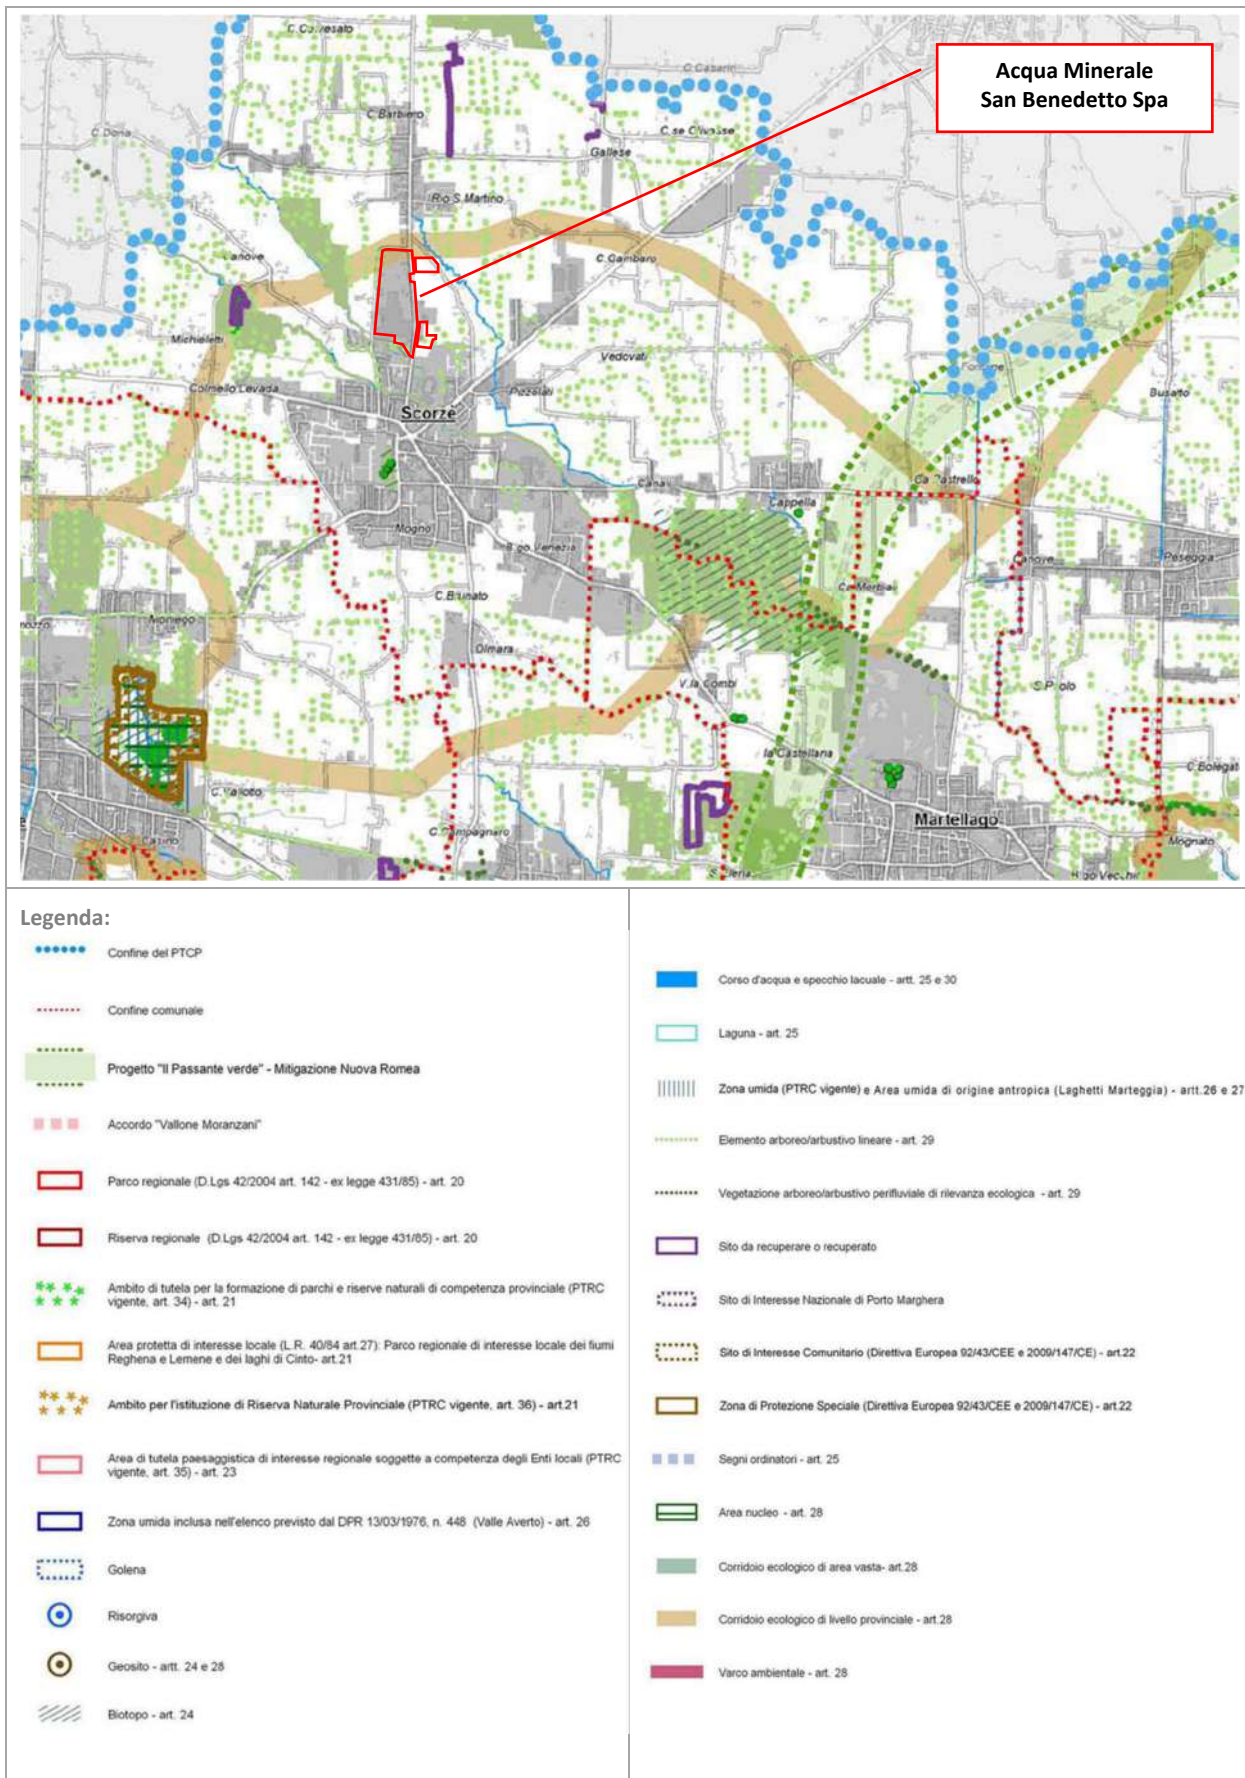 Acqua Minerale
San Benedetto Spa
C. Casarin
C. Barbiero
C. Dona
C.se Olivose
Gallese
Rio S. Martino
Canove
C. Gambaro
Michieletti
Vedovati
Colmello Levada
Pizzolati
Busatto
Scorzè
Canali
Cappella
Ca Pastrello
Mogno
B.go Venezia
Canove
Peseggia
C. Brunato
Moniego
Olmara
V.la Combi
la Castellana
C. Bolegat
Martellago
Mognato
Legenda:
Confine del PTCP
Confine comunale
Progetto "Il Passante verde" - Mitigazione Nuova Romea
Accordo "Vallone Moranzani"
Parco regionale (D.Lgs 42/2004 art. 142 - ex legge 431/85) - art. 20
Riserva regionale (D.Lgs 42/2004 art. 142 - ex legge 431/85) - art. 20
Ambito di tutela per la formazione di parchi e riserve naturali di competenza provinciale (PTRC
vigente, art. 34) - art. 21
Area protetta di interesse locale (L.R. 40/84 art.27): Parco regionale di interesse locale dei fiumi
Reghena e Lemene e dei laghi di Cinto- art.21
Ambito per l'istituzione di Riserva Naturale Provinciale (PTRC vigente, art. 36) - art.21
Area di tutela paesaggistica di interesse regionale soggette a competenza degli Enti locali (PTRC
vigente, art. 35) - art. 23
Zona umida inclusa nell'elenco previsto dal DPR 13/03/1976, n. 448 (Valle Averto) - art. 26
Golena
Risorgiva
Geosito - artt. 24 e 28
Biotopo - art. 24
Corso d'acqua e specchio lacuale - artt. 25 e 30
Laguna - art. 25
Zona umida (PTRC vigente) e Area umida di origine antropica (Laghetti Marteggia) - artt.26 e 27
Elemento arboreo/arbustivo lineare - art. 29
Vegetazione arboreo/arbustivo perifluviale di rilevanza ecologica - art. 29
Sito da recuperare o recuperato
Sito di Interesse Nazionale di Porto Marghera
Sito di Interesse Comunitario (Direttiva Europea 92/43/CEE e 2009/147/CE) - art.22
Zona di Protezione Speciale (Direttiva Europea 92/43/CEE e 2009/147/CE) - art.22
Segni ordinatori - art. 25
Area nucleo - art. 28
Corridoio ecologico di area vasta- art.28
Corridoio ecologico di livello provinciale - art.28
Varco ambientale - art. 28